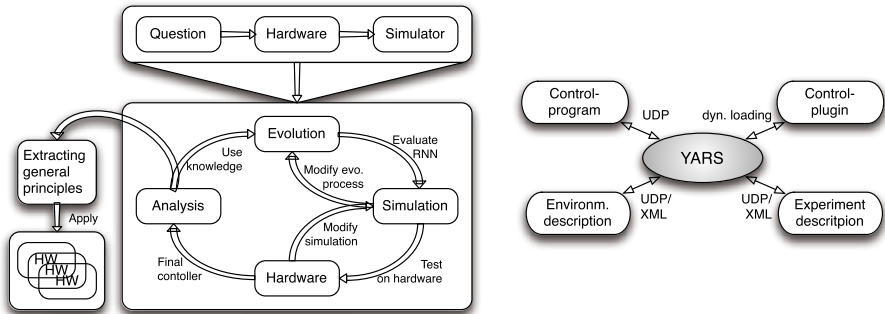 Question
Hardware
Simulator
Evolution
Evaluate
RNN
Use
knowledge
Modify evo.
process
Analysis
Simulation
Modify
simulation
Final
contoller
Hardware
Test
on hardware
Extracting
general
principles
Apply
HW
HW
HW
Control-
program
UDP
dyn. loading
Control-
plugin
YARS
Environm.
description
UDP/
XML
UDP/
XML
Experiment
descritpion